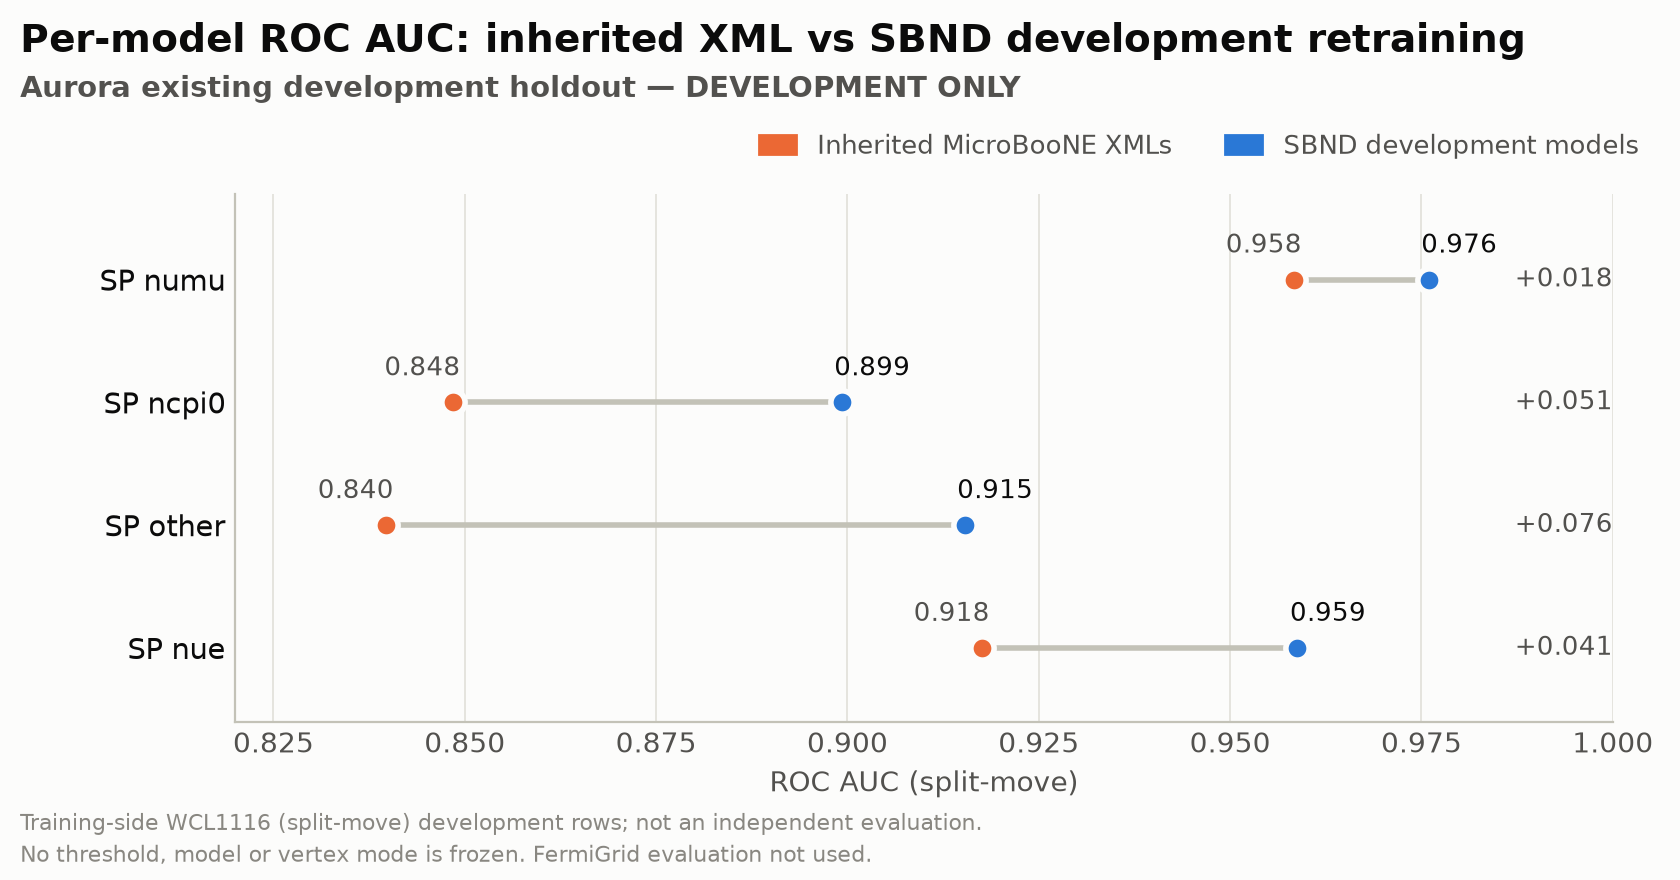 Per-model ROC AUC: inherited XML vs SBND development retraining
Aurora existing development holdout — DEVELOPMENT ONLY
Inherited MicroBooNE XMLs
SBND development models
SP numu
0.958
0.976
+0.018
SP ncpi0
0.848
0.899
+0.051
SP other
0.840
0.915
+0.076
SP nue
0.918
0.959
+0.041
0.825 0.850 0.875 0.900 0.925 0.950 0.975 1.000
ROC AUC (split-move)
Training-side WCL1116 (split-move) development rows; not an independent evaluation.
No threshold, model or vertex mode is frozen. FermiGrid evaluation not used.